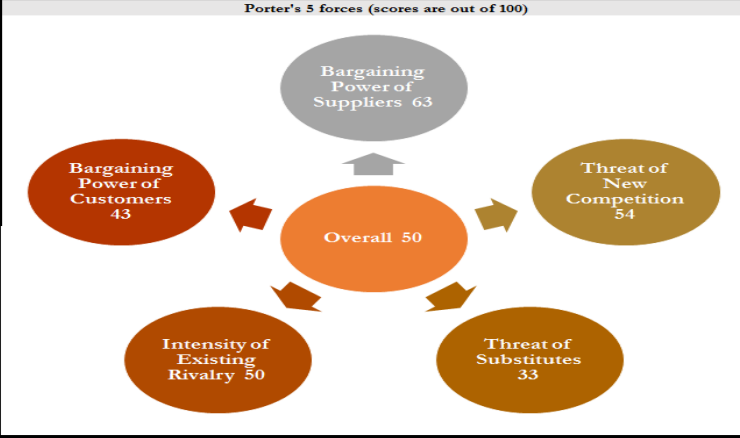 Porter's 5 forces (scores are out of 100)
Bargaining
Power of
Suppliers 63
Bargaining
Power of
Customers
43
Threat of
New
Competition
54
Overall 50
Intensity of
Existing
Rivalry 50
Threat of
Substitutes
33